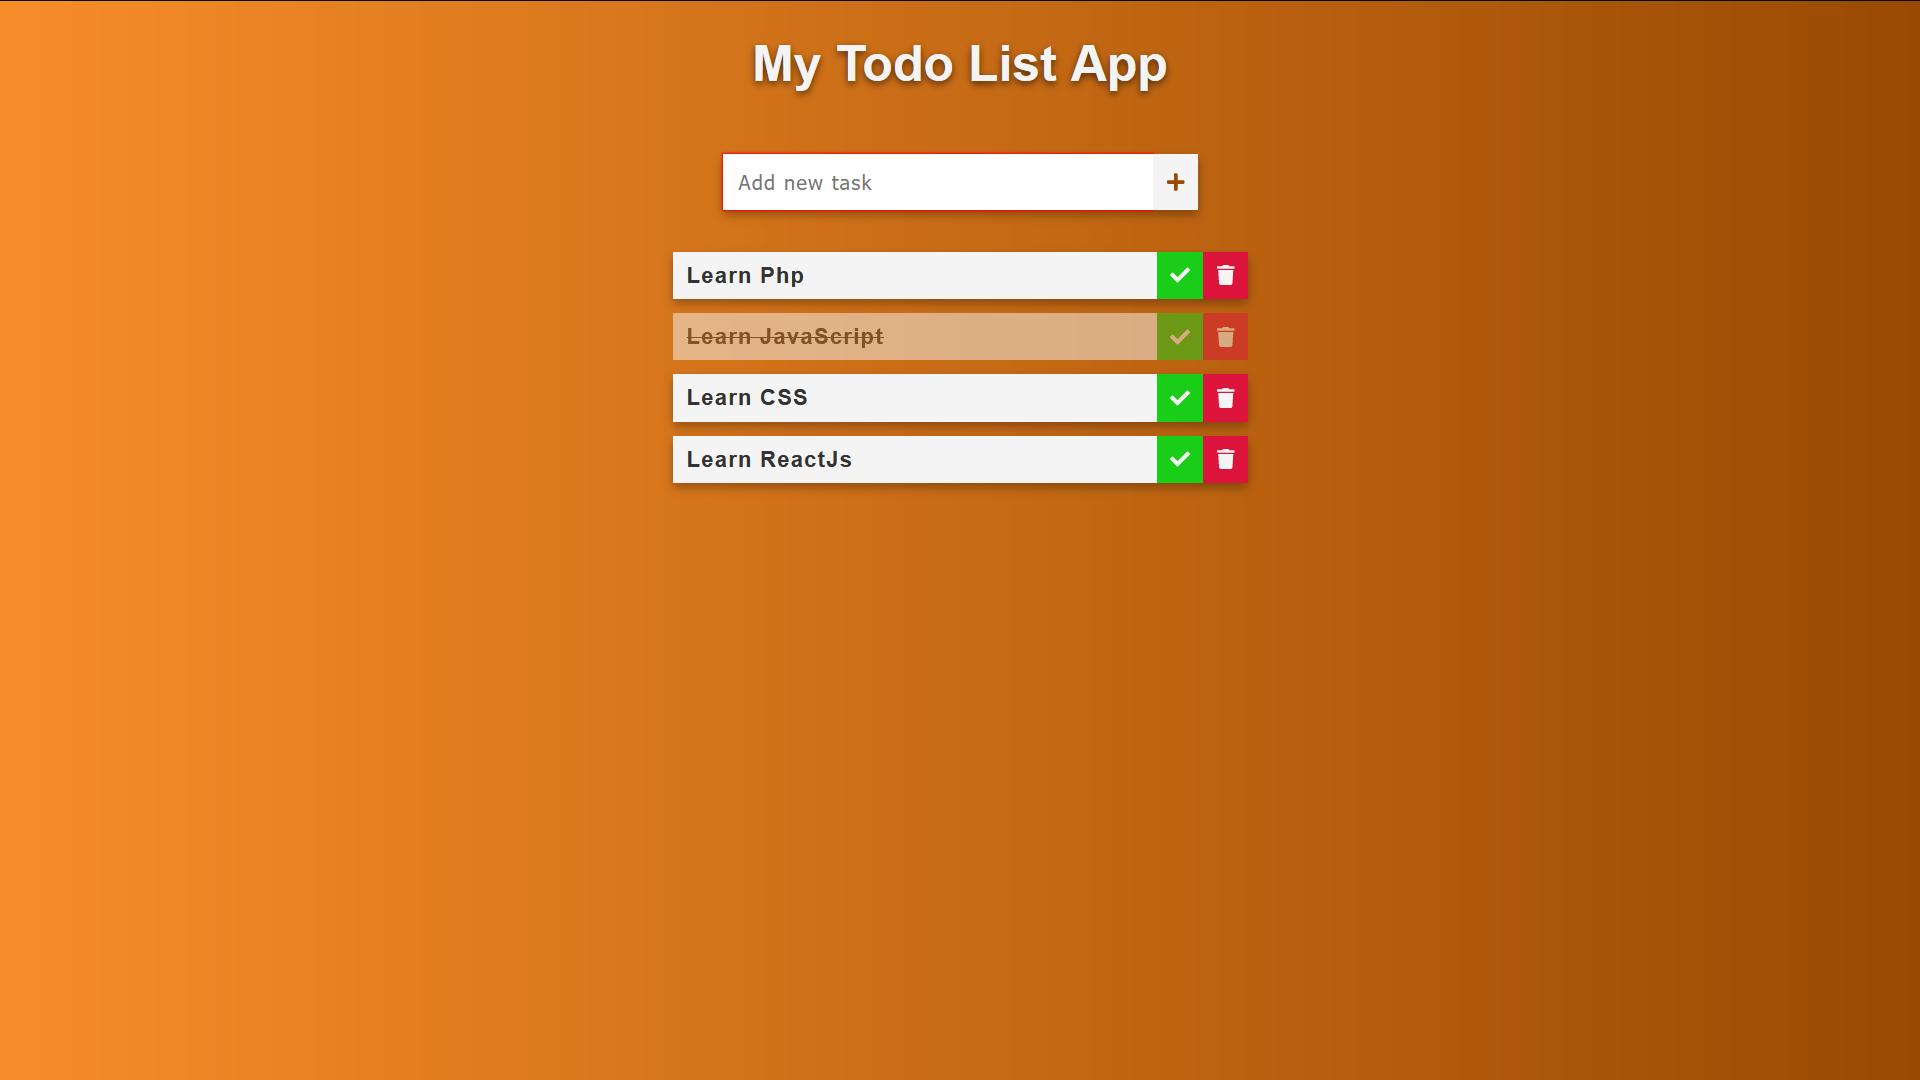 My Todo List App
Add new task
Learn Php
Learn JavaScript
Learn CSS
Learn ReactJs